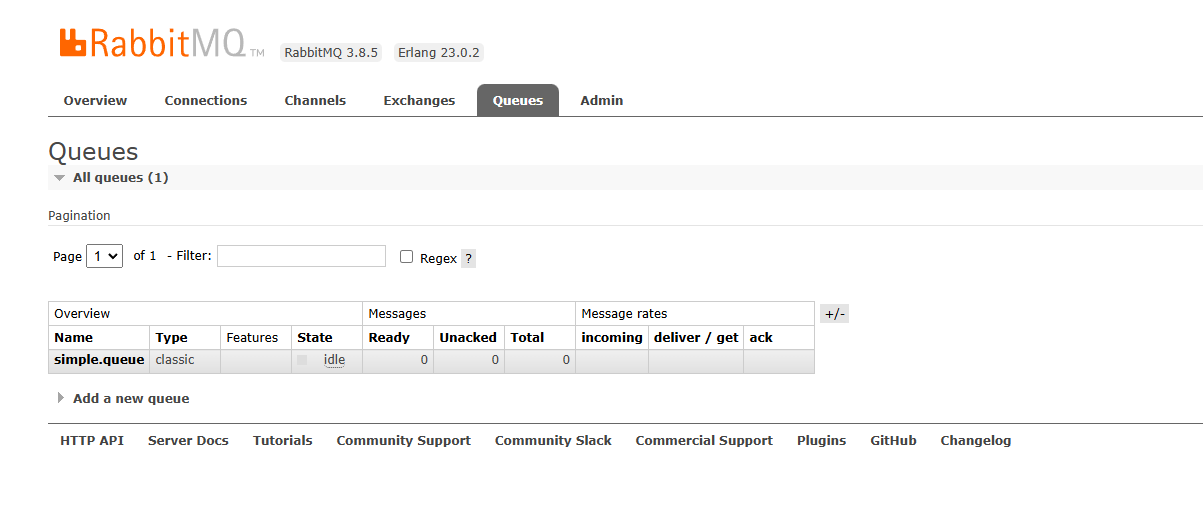 RabbitMQ TM RabbitMQ 3.8.5 Erlang 23.0.2
Overview Connections Channels Exchanges Queues Admin
Queues
All queues (1)
Pagination
Page 1 of 1 - Filter: Regex ?
Overview Messages Message rates +/-
Name Type Features State Ready Unacked Total incoming deliver / get ack
simple.queue classic idle 0 0 0
Add a new queue
HTTP API Server Docs Tutorials Community Support Community Slack Commercial Support Plugins GitHub Changelog